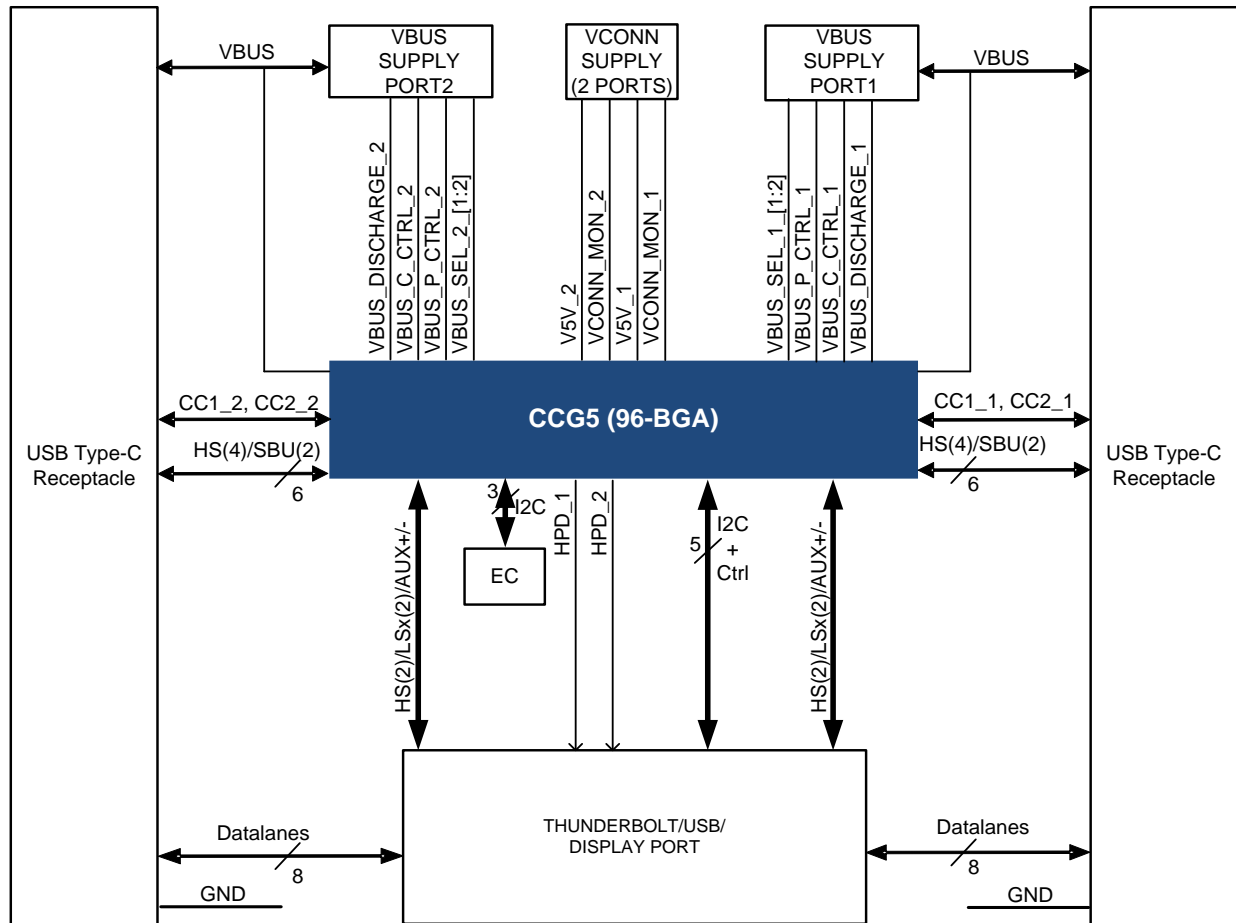 VBUS
VBUS
SUPPLY
PORT2
VCONN
SUPPLY
(2 PORTS)
VBUS
SUPPLY
PORT1
VBUS
VBUS_DISCHARGE_2
VBUS_C_CTRL_2
VBUS_P_CTRL_2
VBUS_SEL_2_[1:2]
V5V_2
VCONN_MON_2
V5V_1
VCONN_MON_1
VBUS_SEL_1_[1:2]
VBUS_P_CTRL_1
VBUS_C_CTRL_1
VBUS_DISCHARGE_1
CC1_2, CC2_2
CCG5 (96-BGA)
CC1_1, CC2_1
USB Type-C
Receptacle
HS(4)/SBU(2)
6
HS(4)/SBU(2)
6
USB Type-C
Receptacle
HS(2)/LSx(2)/AUX+/-
3
I2C
EC
HPD_1
HPD_2
5
I2C
+
Ctrl
HS(2)/LSx(2)/AUX+/-
Datalanes
8
THUNDERBOLT/USB/
DISPLAY PORT
Datalanes
8
GND
GND